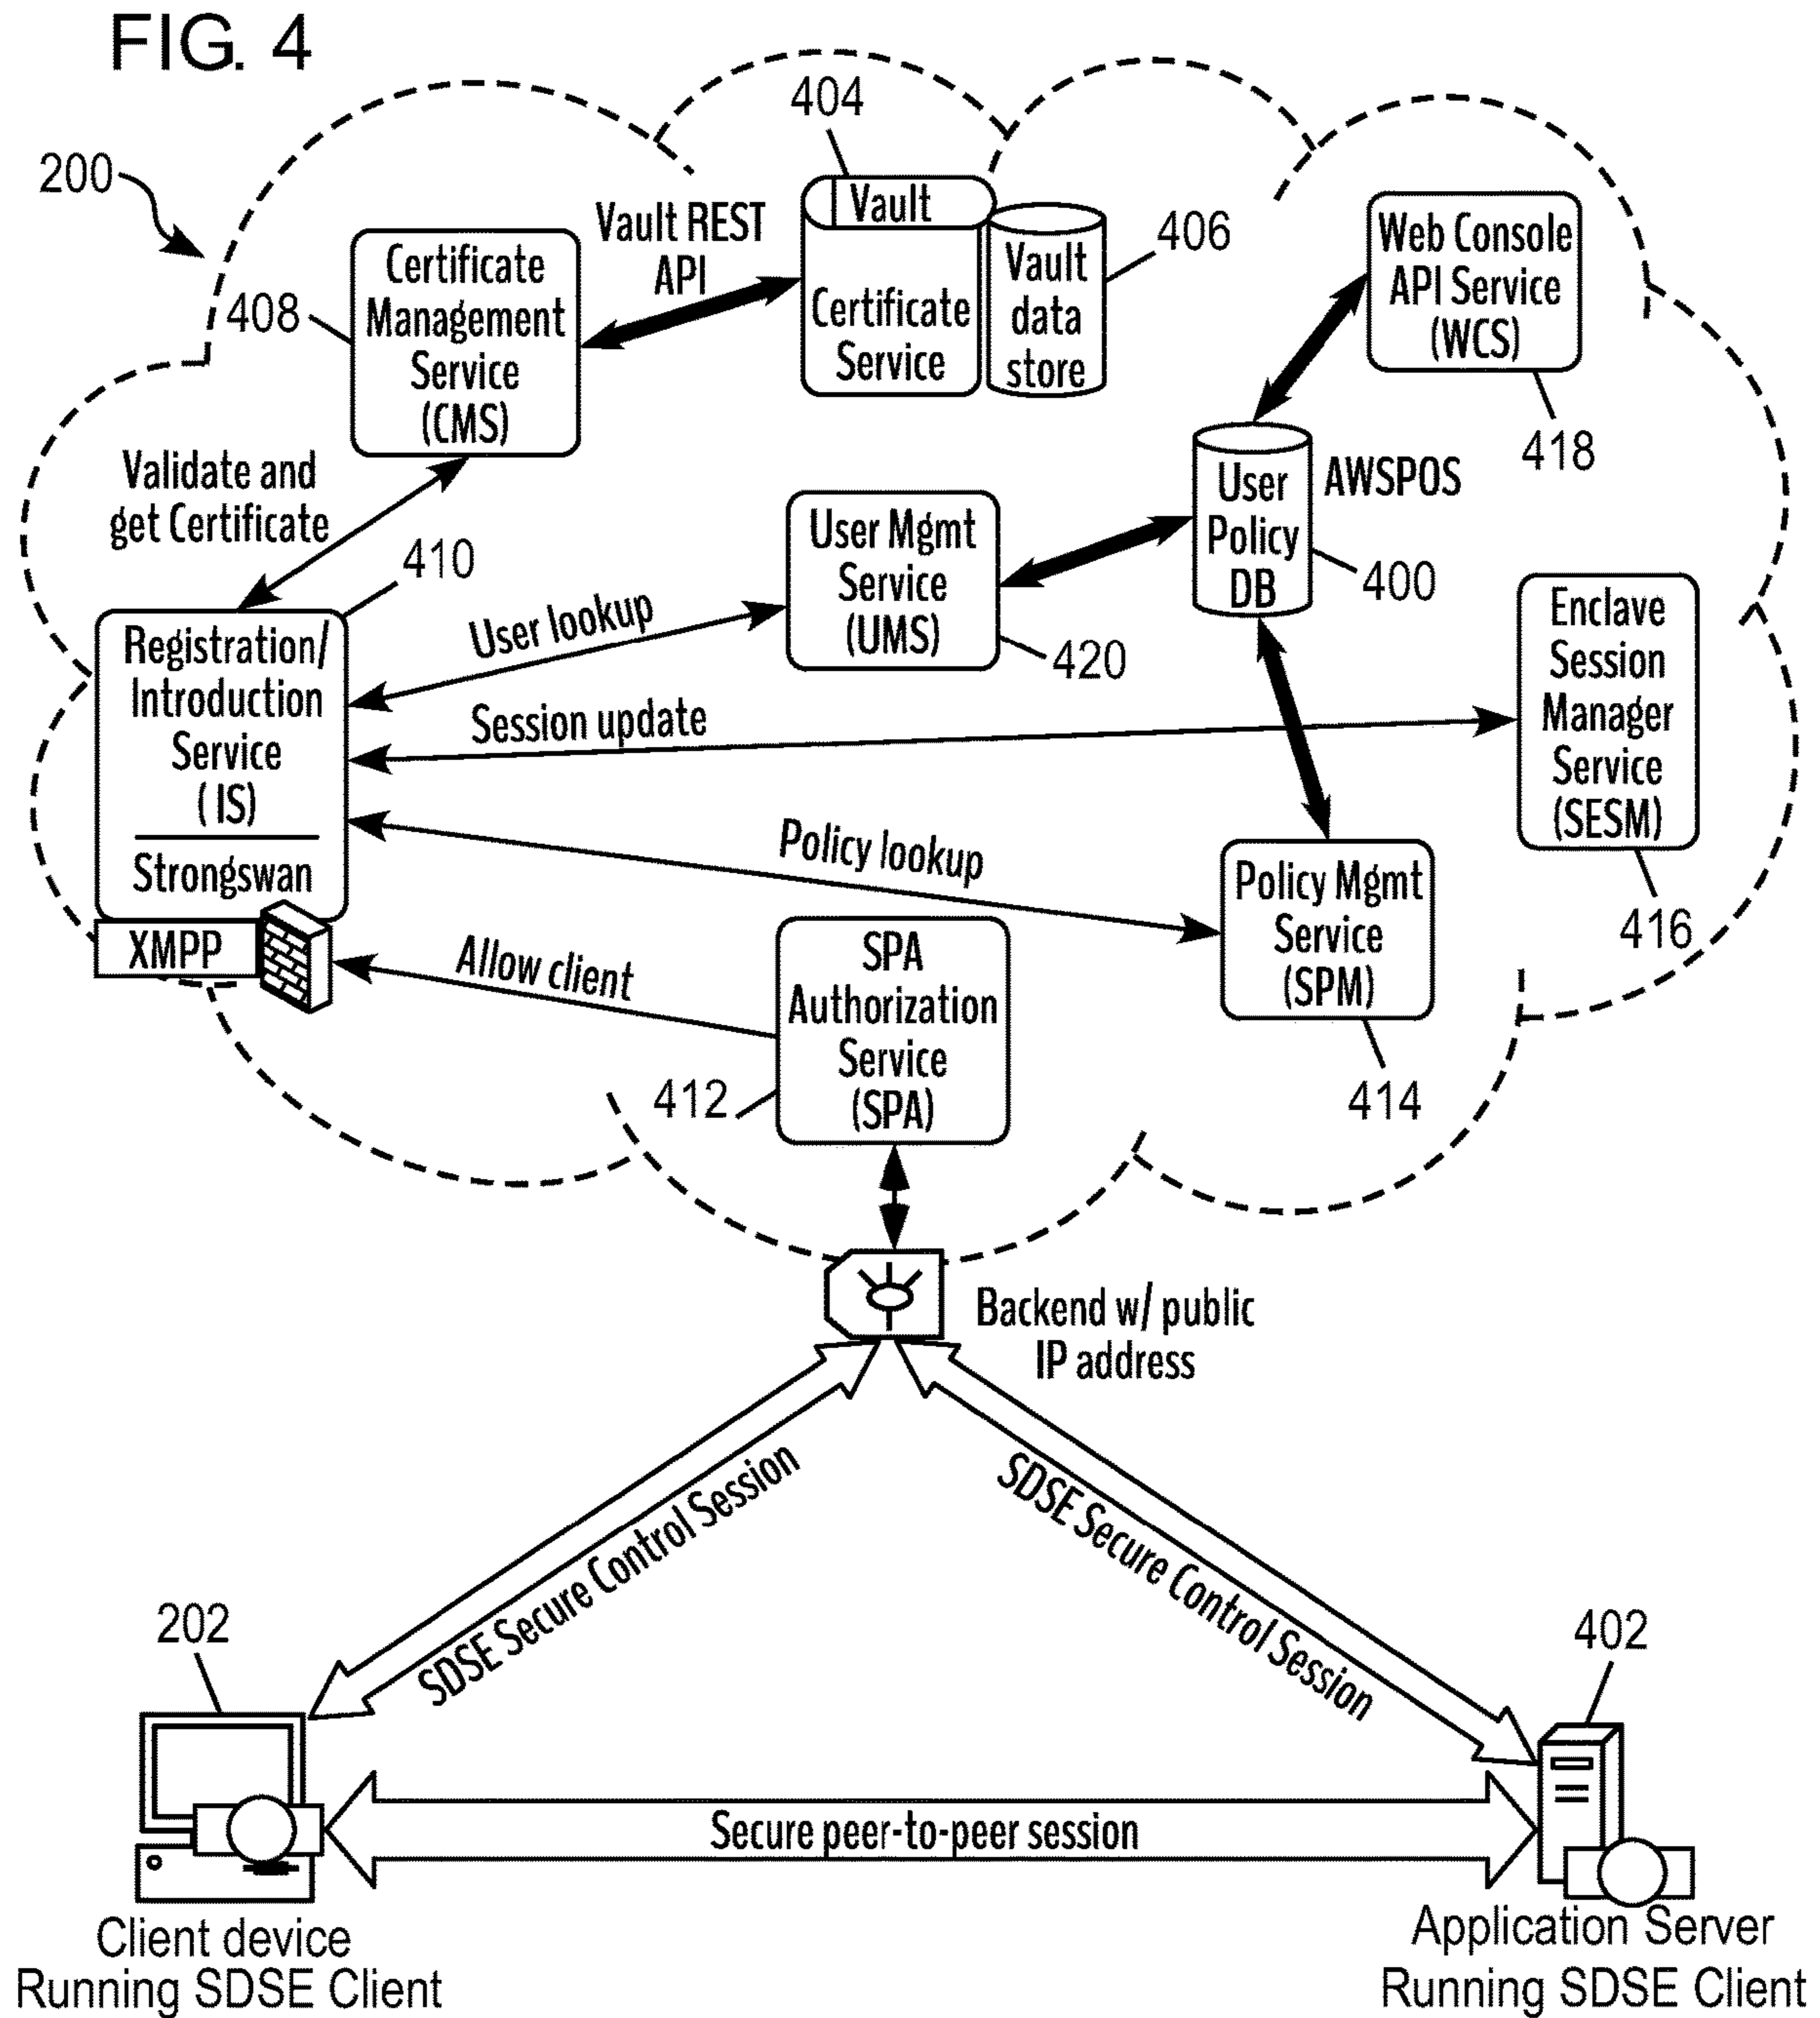 FIG. 4
200
404
Vault
Vault REST
API
406
Vault
data
store
Certificate
Service
Certificate
Management
Service
(CMS)
408
Web Console
API Service
(WCS)
418
Validate and
get Certificate
410
User Mgmt
Service
(UMS)
420
User
Policy
DB
AWSPOS
400
Enclave
Session
Manager
Service
(SESM)
416
Registration/
Introduction
Service
( IS)
Strongswan
XMPP
User lookup
Session update
Policy lookup
Allow client
Policy Mgmt
Service
(SPM)
414
SPA
Authorization
Service
(SPA)
412
Backend w/ public
IP address
SDSE Secure Control Session
SDSE Secure Control Session
202
402
Secure peer-to-peer session
Client device
Running SDSE Client
Application Server
Running SDSE Client